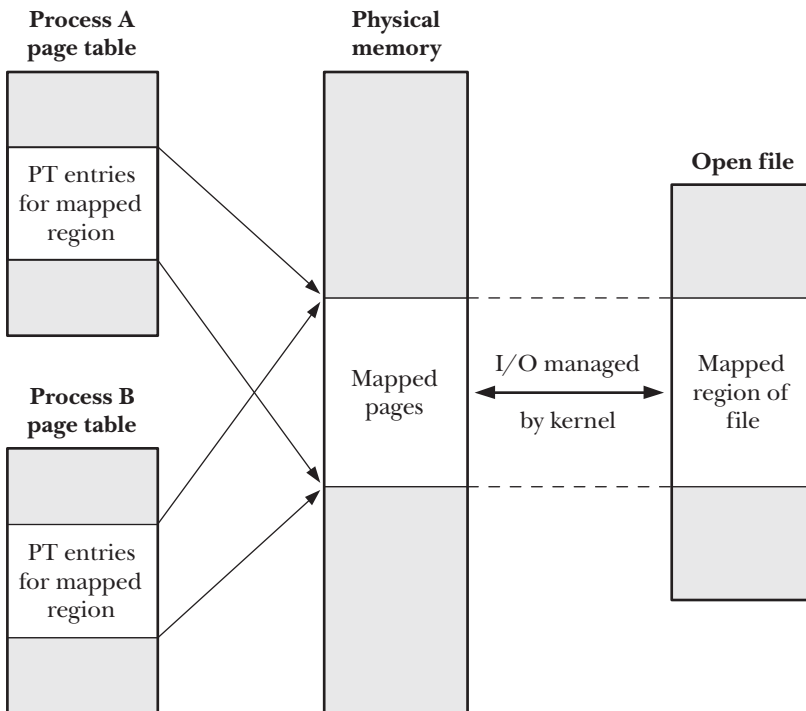 Process A
page table
PT entries
for mapped
region
Process B
page table
PT entries
for mapped
region
Physical
memory
Mapped
pages
I/O managed
by kernel
Open file
Mapped
region of
file